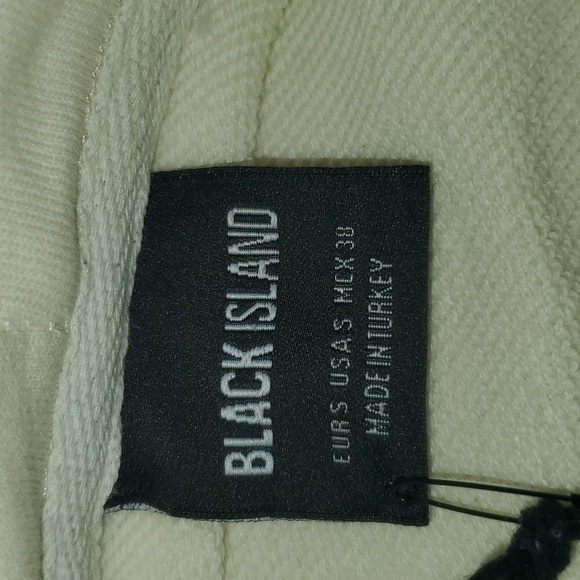 BLACK ISLAND
EUR S USA S MEX 38
MADE IN TURKEY